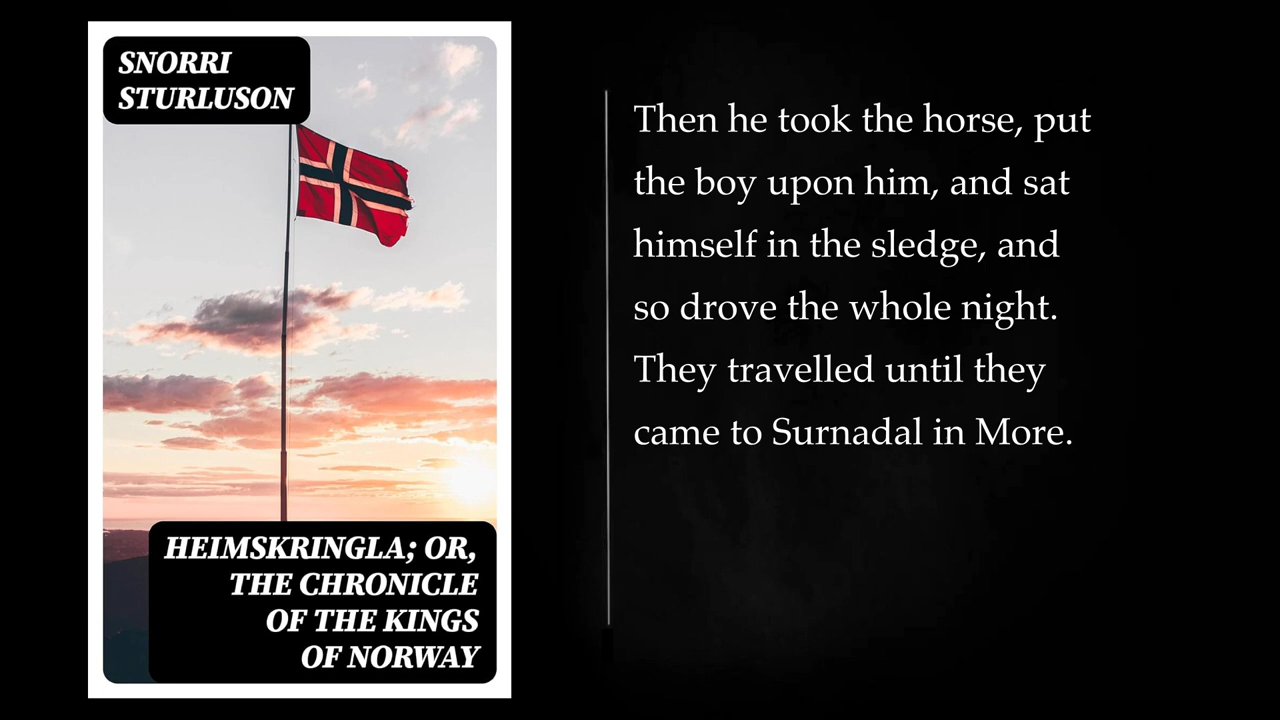 SNORRI
STURLUSON
HEIMSKRINGLA; OR,
THE CHRONICLE
OF THE KINGS
OF NORWAY
Then he took the horse, put
the boy upon him, and sat
himself in the sledge, and
so drove the whole night.
They travelled until they
came to Surnadal in More.